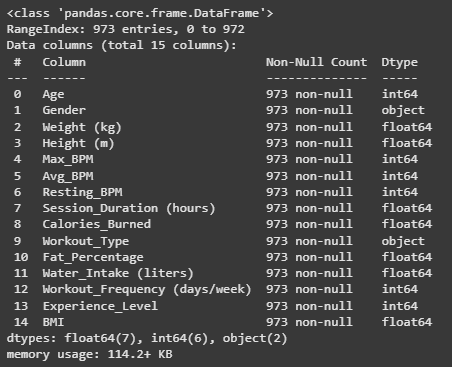 <class 'pandas.core.frame.DataFrame'>
RangeIndex: 973 entries, 0 to 972
Data columns (total 15 columns):
 #   Column                         Non-Null Count  Dtype
---  ------                         --------------  -----
 0   Age                            973 non-null    int64
 1   Gender                         973 non-null    object
 2   Weight (kg)                    973 non-null    float64
 3   Height (m)                     973 non-null    float64
 4   Max_BPM                        973 non-null    int64
 5   Avg_BPM                        973 non-null    int64
 6   Resting_BPM                    973 non-null    int64
 7   Session_Duration (hours)       973 non-null    float64
 8   Calories_Burned                973 non-null    float64
 9   Workout_Type                   973 non-null    object
 10  Fat_Percentage                 973 non-null    float64
 11  Water_Intake (liters)          973 non-null    float64
 12  Workout_Frequency (days/week)  973 non-null    int64
 13  Experience_Level               973 non-null    int64
 14  BMI                            973 non-null    float64
dtypes: float64(7), int64(6), object(2)
memory usage: 114.2+ KB